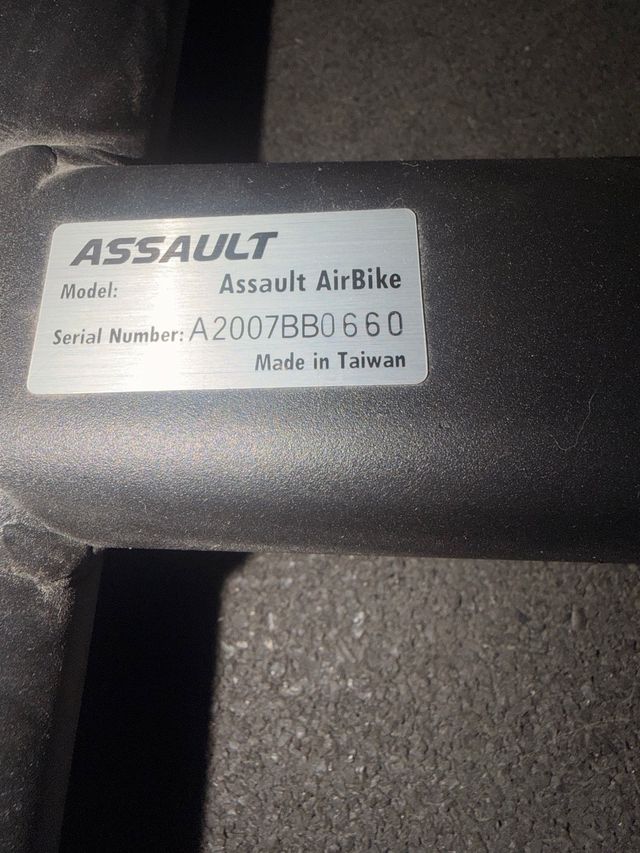 ASSAULT
Model: Assault AirBike
Serial Number: A2007BB0660
Made in Taiwan